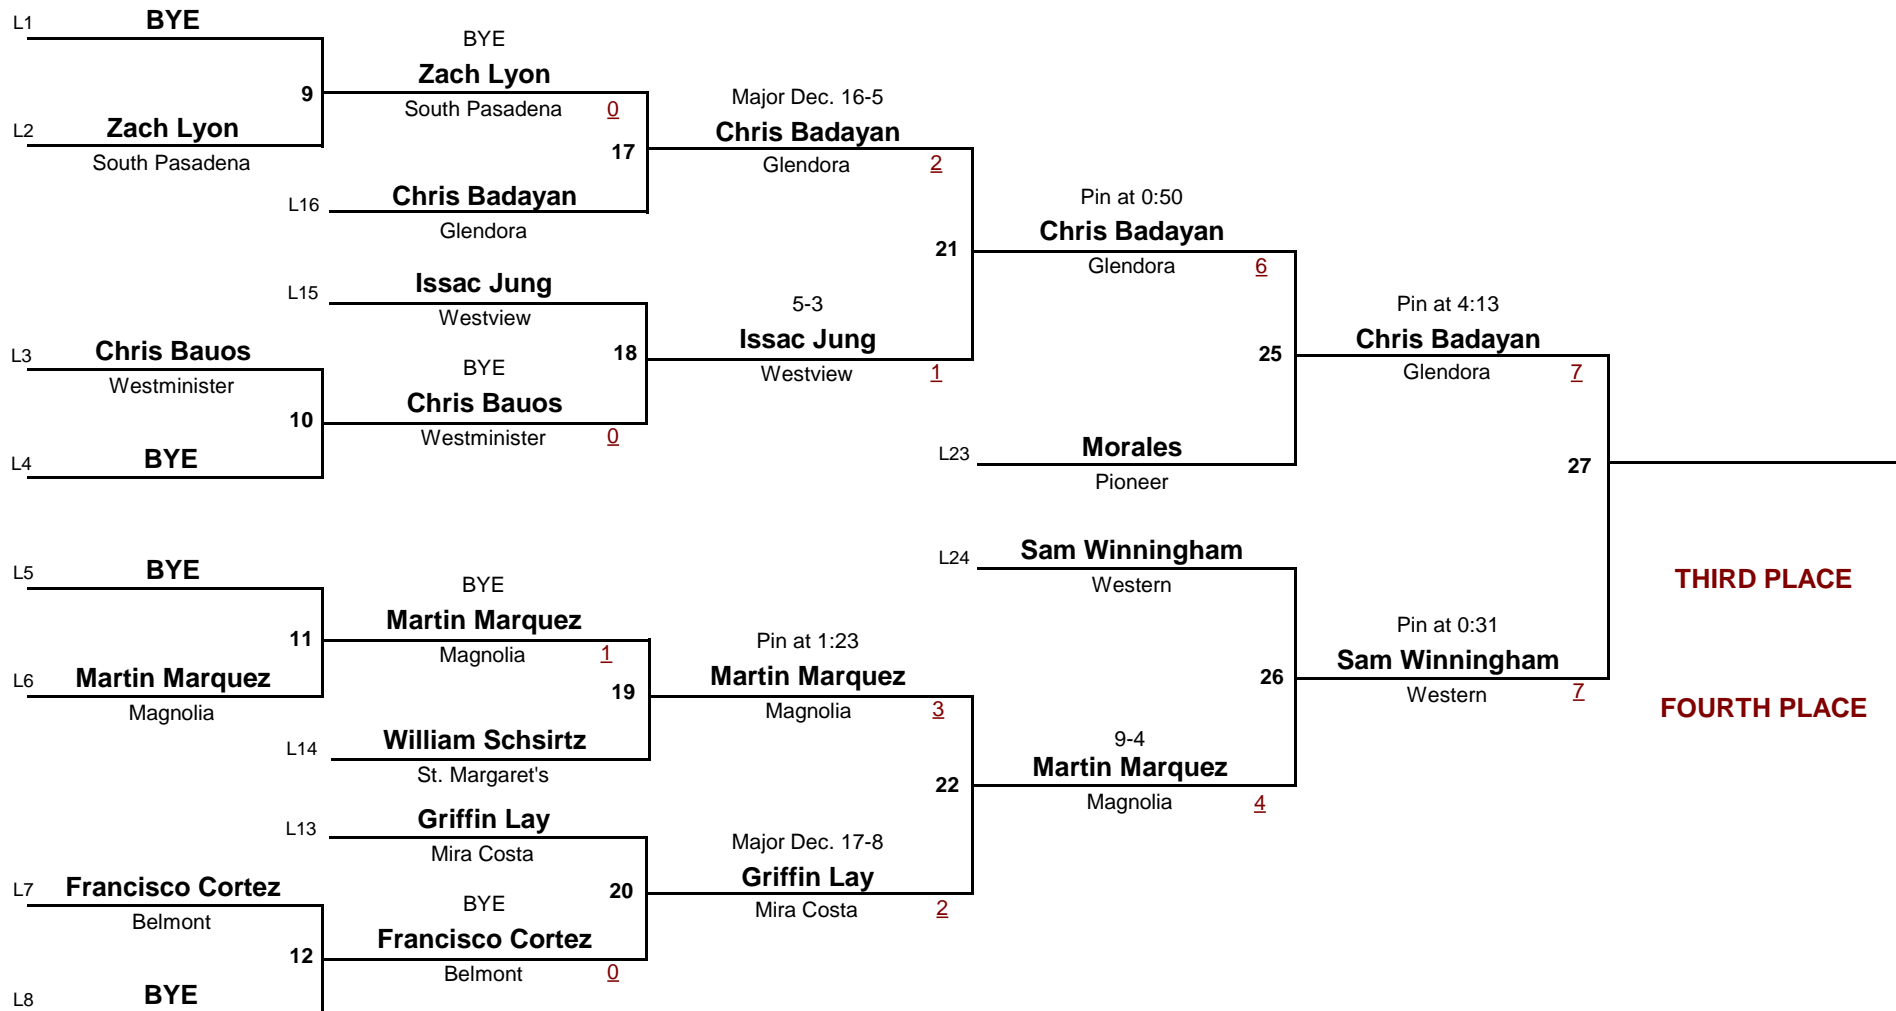 L1 BYE
9
L2 Zach Lyon
South Pasadena
BYE
Zach Lyon
South Pasadena 0
17
L16 Chris Badayan
Glendora
Major Dec. 16-5
Chris Badayan
Glendora 2
21
L15 Issac Jung
Westview
18
L3 Chris Bauos
Westminister
10
L4 BYE
BYE
Chris Bauos
Westminister 0
5-3
Issac Jung
Westview 1
Pin at 0:50
Chris Badayan
Glendora 6
25
L23 Morales
Pioneer
Pin at 4:13
Chris Badayan
Glendora 7
27
L5 BYE
11
L6 Martin Marquez
Magnolia
BYE
Martin Marquez
Magnolia 1
19
L14 William Schsirtz
St. Margaret's
Pin at 1:23
Martin Marquez
Magnolia 3
22
L13 Griffin Lay
Mira Costa
20
L7 Francisco Cortez
Belmont
12
L8 BYE
BYE
Francisco Cortez
Belmont 0
Major Dec. 17-8
Griffin Lay
Mira Costa 2
L24 Sam Winningham
Western
26
9-4
Martin Marquez
Magnolia 4
Pin at 0:31
Sam Winningham
Western 7
THIRD PLACE
FOURTH PLACE